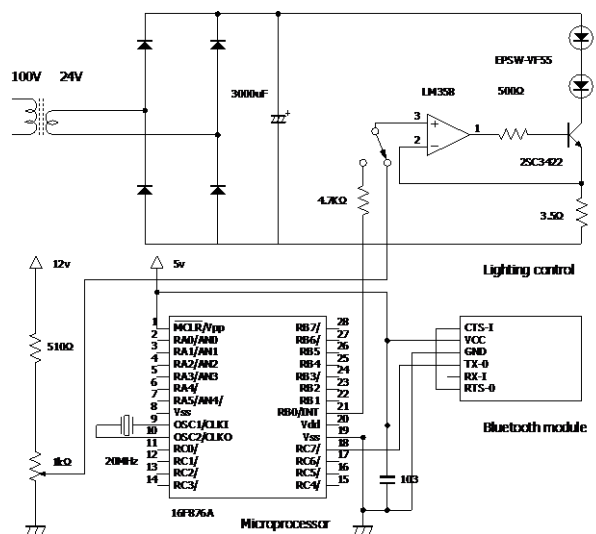 100V 24V
3000uF
EPSW-VF55
LM358
500Ω
3
1
2
2SC3422
4.7KΩ
3.5Ω
Lighting control
12v
5v
510Ω
1kΩ
1 MCLR/Vpp RB7/ 28
2 RA0/AN0 RB6/ 27
3 RA1/AN1 RB5 26
4 RA2/AN2 RB4 25
5 RA3/AN3 RB3/ 24
6 RA4/ RB2 23
7 RA5/AN4/ RB1 22
8 Vss RB0/INT 21
9 OSC1/CLKI Vdd 20
10 OSC2/CLKO Vss 19
11 RC0/ RC7/ 18
12 RC1/ RC6/ 17
13 RC2/ RC5/ 16
14 RC3/ RC4/ 15
20MHz
16F876A
Microprocessor
103
CTS-I
VCC
GND
TX-O
RX-I
RTS-O
Bluetooth module